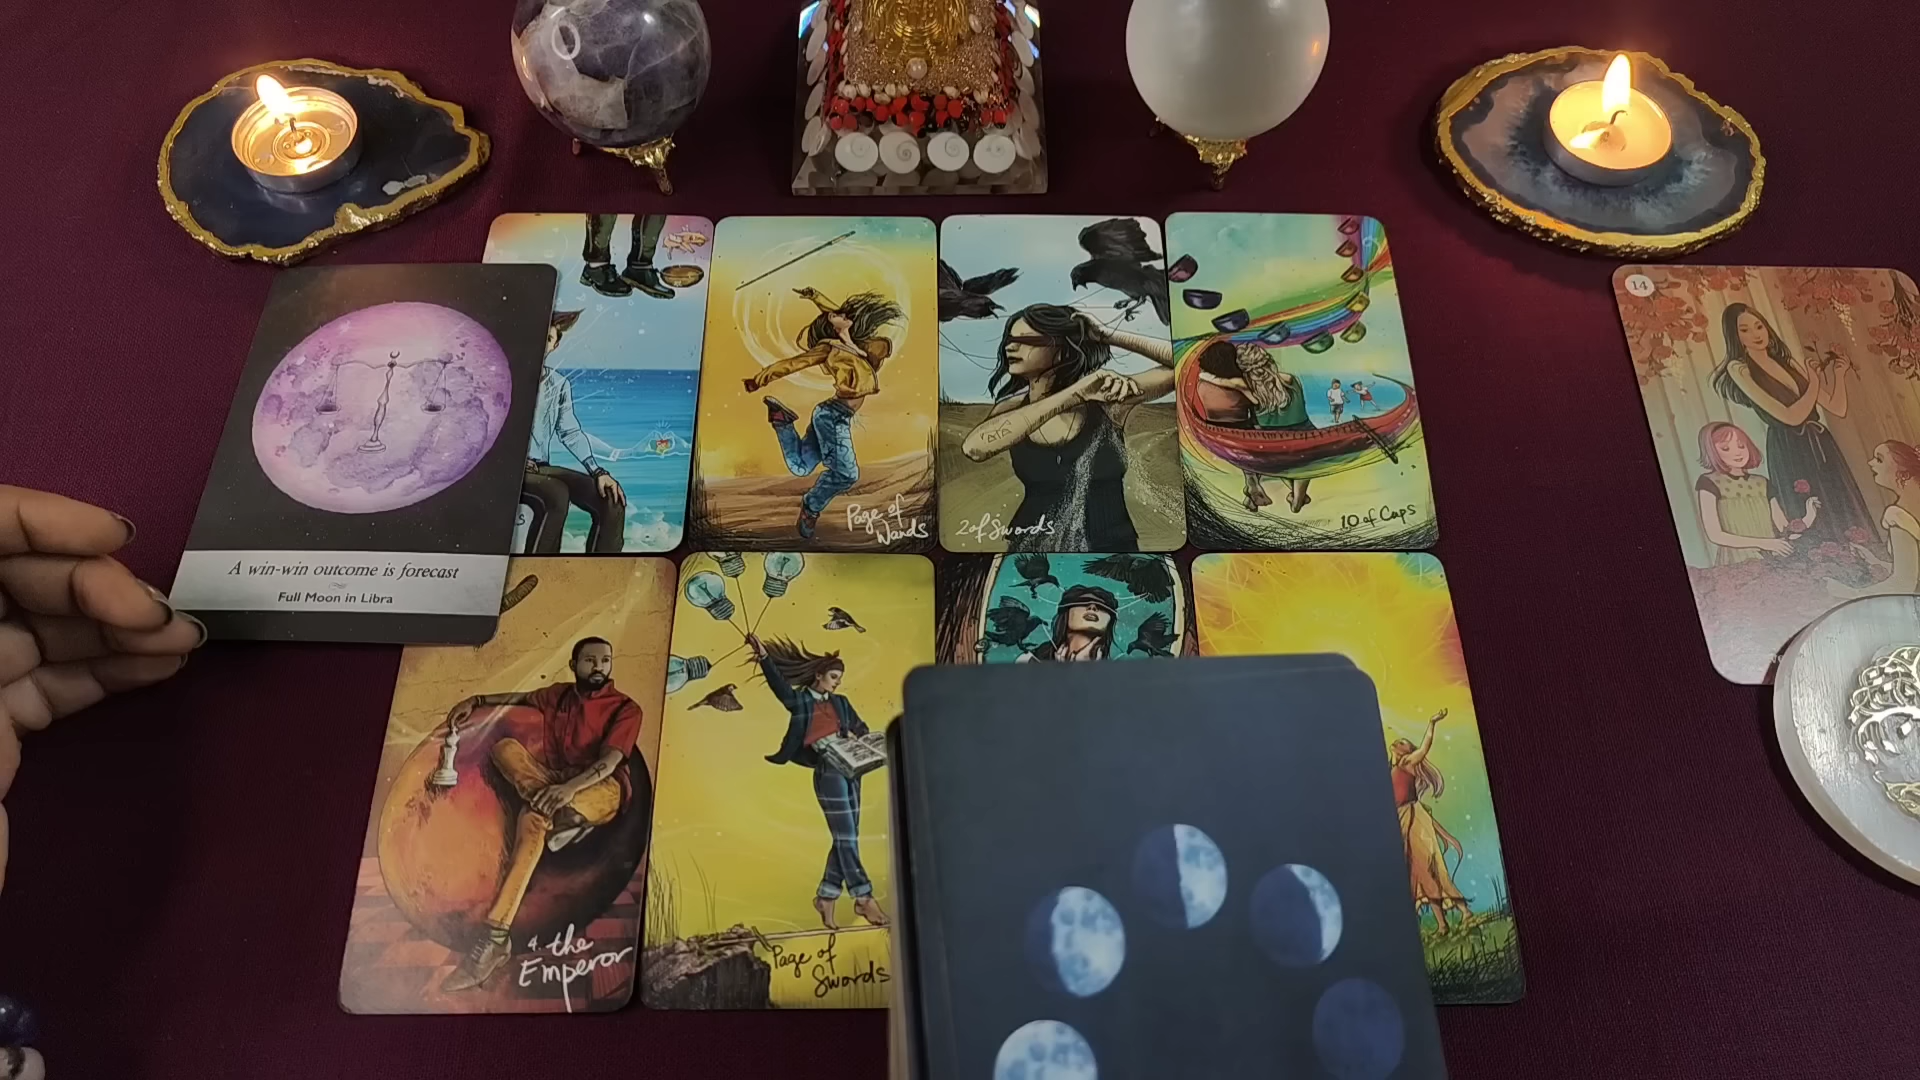 14
Page of
Wands
2 of Swords
10 of Cups
A win-win outcome is forecast
Full Moon in Libra
4. the
Emperor
Page of
Swords